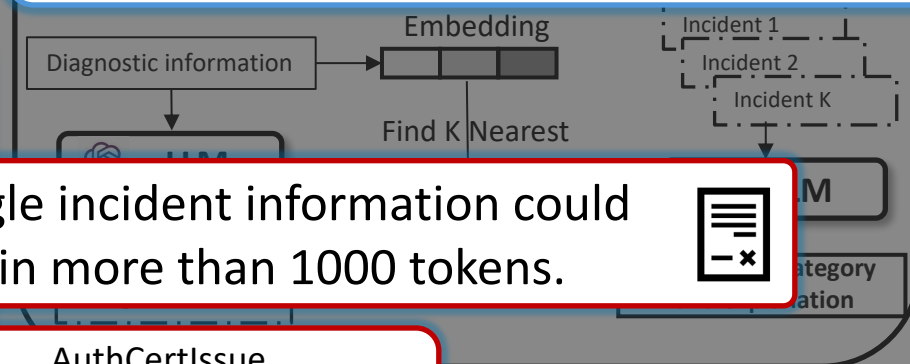 Embedding
Incident 1
Diagnostic information
Incident 2
Incident K
Find K Nearest
gle incident information could
in more than 1000 tokens.
AuthCertIssue